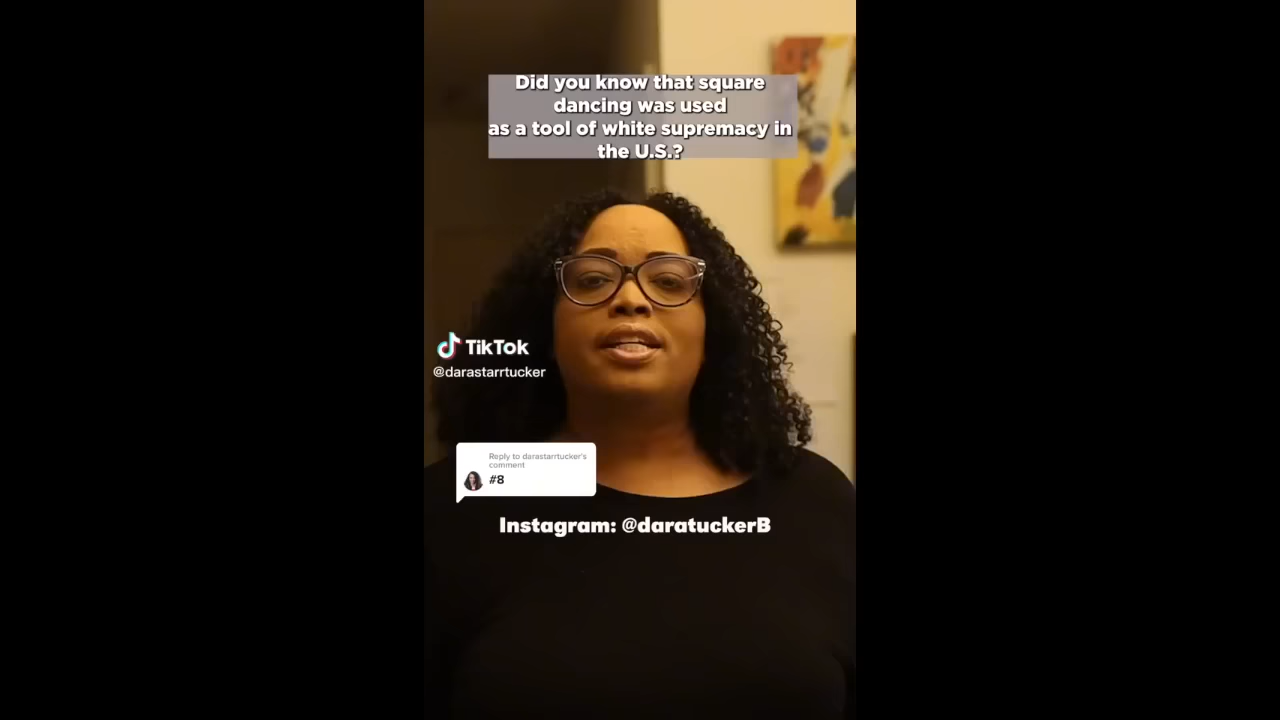 Did you know that square
dancing was used
as a tool of white supremacy in
the U.S.?
TikTok
@darastarrtucker
Reply to darastarrtucker's
comment
#8
Instagram: @daratuckerB